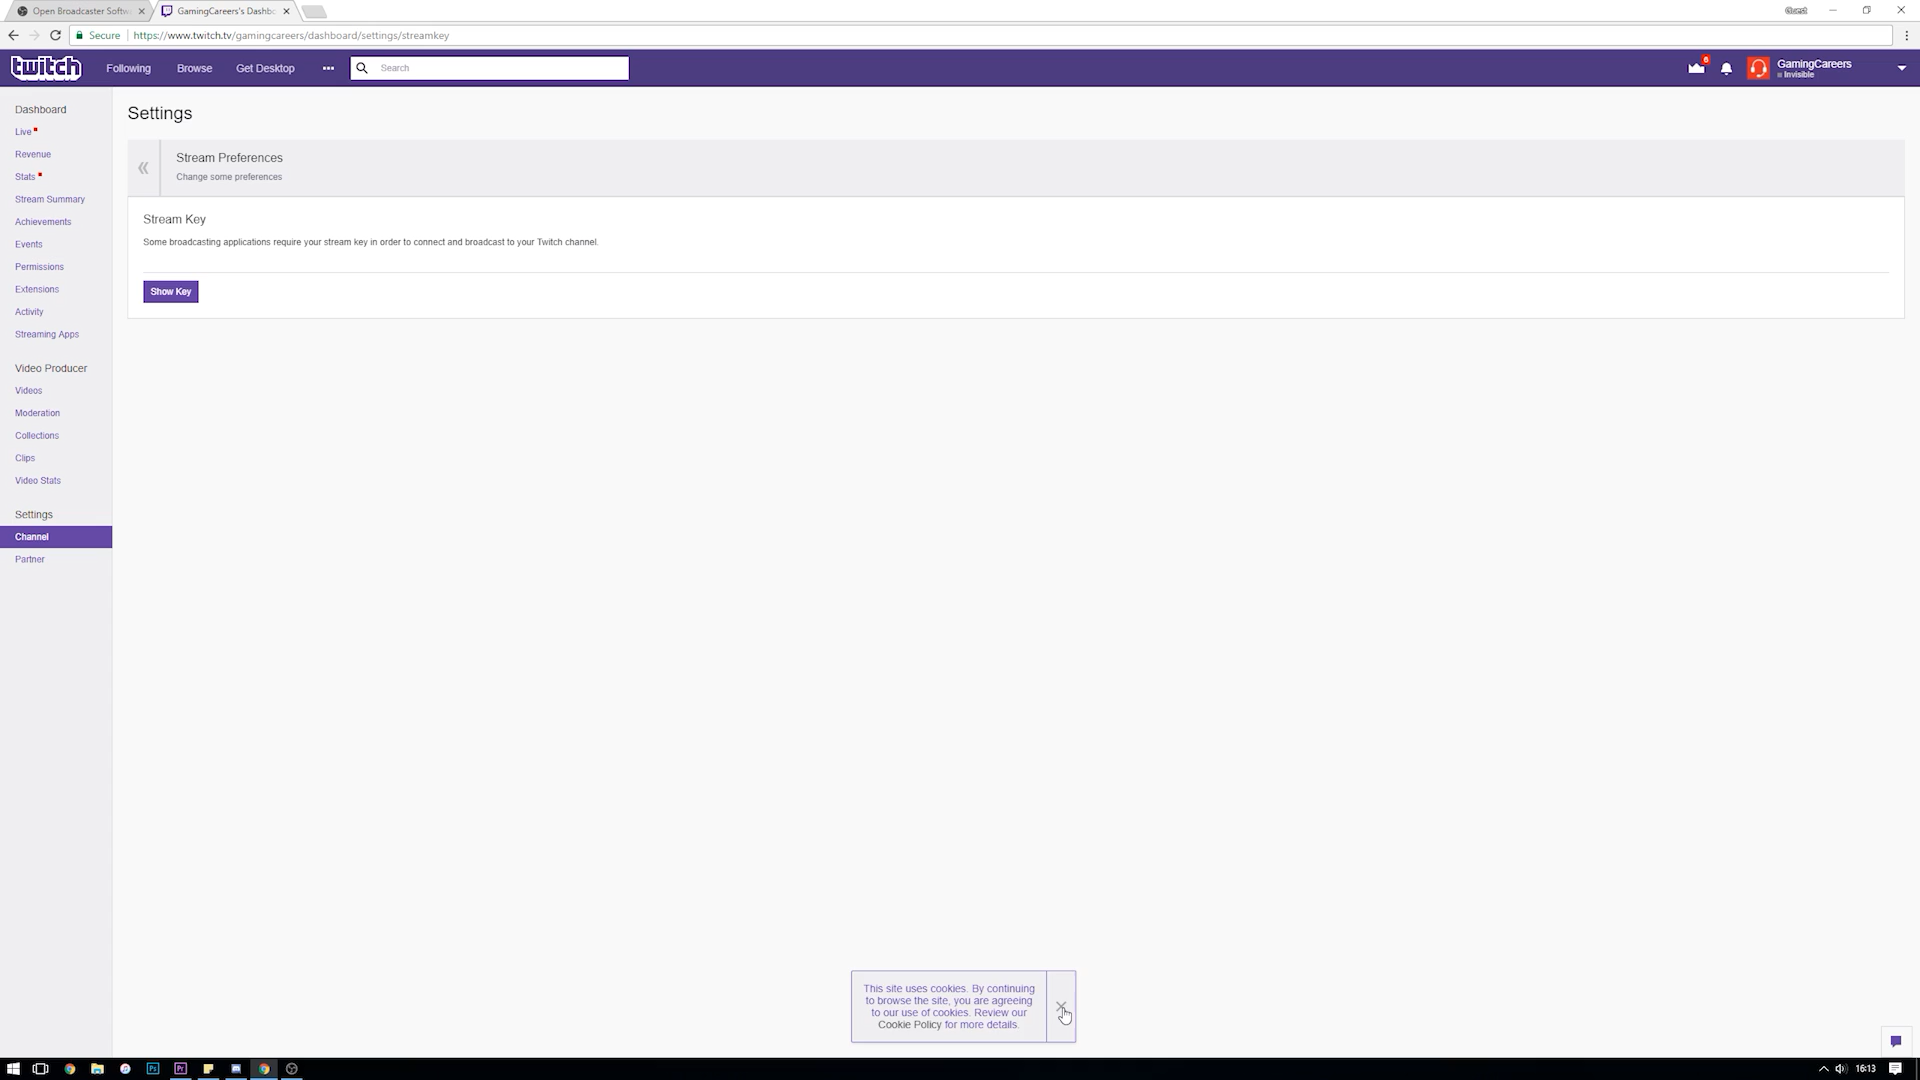 Open Broadcaster Softw
GamingCareers's Dashbo
Guest
Secure
https://www.twitch.tv/gamingcareers/dashboard/settings/streamkey
twitch
Following
Browse
Get Desktop
Search
6
GamingCareers
Invisible
Dashboard
Live
Revenue
Stats
Stream Summary
Achievements
Events
Permissions
Extensions
Activity
Streaming Apps
Video Producer
Videos
Moderation
Collections
Clips
Video Stats
Settings
Channel
Partner
Settings
Stream Preferences
Change some preferences
Stream Key
Some broadcasting applications require your stream key in order to connect and broadcast to your Twitch channel.
Show Key
This site uses cookies. By continuing
to browse the site, you are agreeing
to our use of cookies. Review our
Cookie Policy for more details.
Ps
Pr
16:13